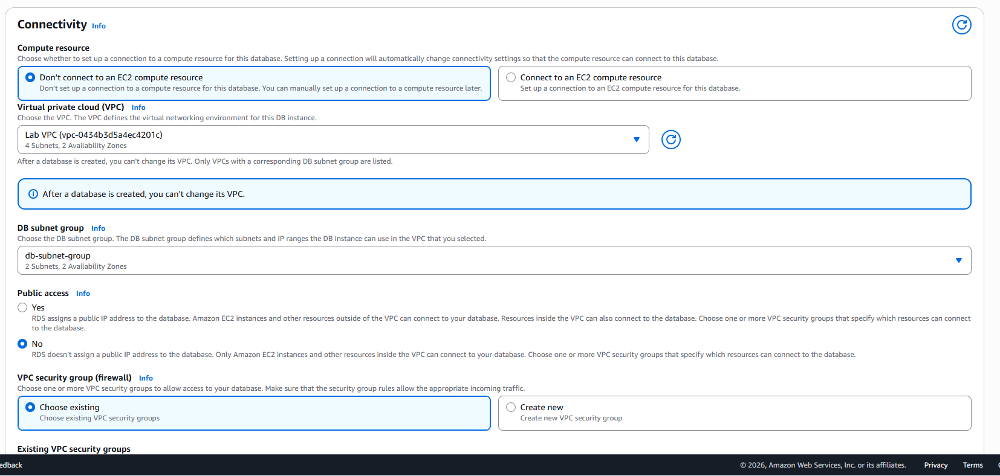 Connectivity Info
Compute resource
Choose whether to set up a connection to a compute resource for this database. Setting up a connection will automatically change connectivity settings so that the compute resource can connect to this database.
Don't connect to an EC2 compute resource
Don't set up a connection to a compute resource for this database. You can manually set up a connection to a compute resource later.
Connect to an EC2 compute resource
Set up a connection to an EC2 compute resource for this database.
Virtual private cloud (VPC) Info
Choose the VPC. The VPC defines the virtual networking environment for this DB instance.
Lab VPC (vpc-0434b3d5a4ec4201c)
4 Subnets, 2 Availability Zones
After a database is created, you can't change its VPC. Only VPCs with a corresponding DB subnet group are listed.
After a database is created, you can't change its VPC.
DB subnet group Info
Choose the DB subnet group. The DB subnet group defines which subnets and IP ranges the DB instance can use in the VPC that you selected.
db-subnet-group
2 Subnets, 2 Availability Zones
Public access Info
Yes
RDS assigns a public IP address to the database. Amazon EC2 instances and other resources outside of the VPC can connect to your database. Resources inside the VPC can also connect to the database. Choose one or more VPC security groups that specify which resources can connect
to the database.
No
RDS doesn't assign a public IP address to the database. Only Amazon EC2 instances and other resources inside the VPC can connect to your database. Choose one or more VPC security groups that specify which resources can connect to the database.
VPC security group (firewall) Info
Choose one or more VPC security groups to allow access to your database. Make sure that the security group rules allow the appropriate incoming traffic.
Choose existing
Choose existing VPC security groups
Create new
Create new VPC security group
Existing VPC security groups
edback
© 2026, Amazon Web Services, Inc. or its affiliates. Privacy Terms